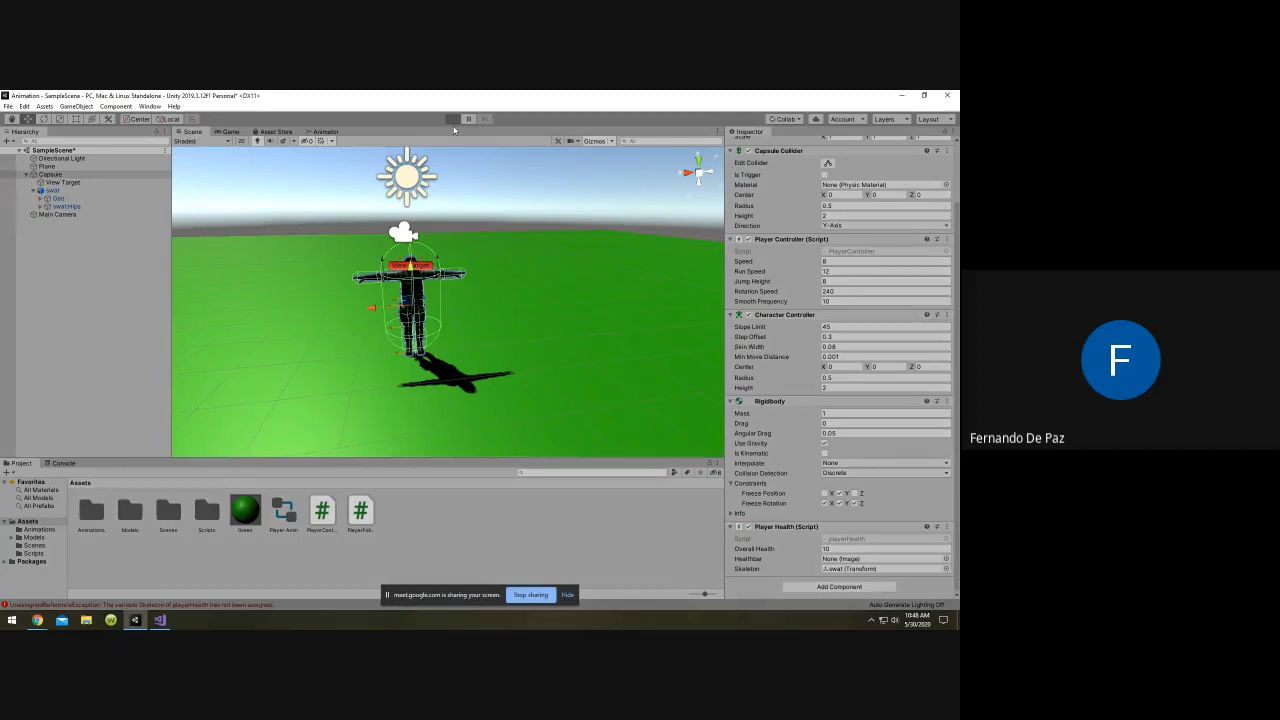 Animation - SampleScene - PC, Mac & Linux Standalone - Unity 2019.3.12f1 Personal* <DX11>
File Edit Assets GameObject Component Window Help
Center Local Collab Account Layers Layout
Hierarchy
Scene Game Asset Store Animator
Inspector
All
Shaded 2D Gizmos All
SampleScene*
Directional Light
Plane
Capsule
View Target
swat
Geo
swat:Hips
Main Camera
View Target
Scale
Capsule Collider
Edit Collider
Is Trigger
Material None (Physic Material)
Center X 0 Y 0 Z 0
Radius 0.5
Height 2
Direction Y-Axis
Player Controller (Script)
Script PlayerController
Speed 8
Run Speed 12
Jump Height 8
Rotation Speed 240
Smooth Frequency 10
Character Controller
Slope Limit 45
Step Offset 0.3
Skin Width 0.08
Min Move Distance 0.001
Center X 0 Y 0 Z 0
Radius 0.5
Height 2
Rigidbody
Mass 1
Drag 0
Angular Drag 0.05
Use Gravity
Is Kinematic
Interpolate None
Collision Detection Discrete
Constraints
Freeze Position X Y Z
Freeze Rotation X Y Z
Info
Player Health (Script)
Script playerHealth
Overall Health 10
Healthbar None (Image)
Skeleton swat (Transform)
Add Component
Project Console
Favorites
All Materials
All Models
All Prefabs
Assets
Animations
Models
Scenes
Scripts
Packages
Assets
Animations Models Scenes Scripts Green Player Anim PlayerCont... PlayerFoll...
meet.google.com is sharing your screen. Stop sharing Hide
UnassignedReferenceException: The variable Skeleton of playerHealth has not been assigned.
Auto Generate Lighting Off
10:48 AM
5/30/2020
F
Fernando De Paz